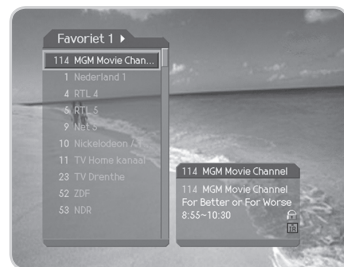 Favoriet 1
114 MGM Movie Chan...
1 Nederland 1
4 RTL 4
5 RTL 5
9 Net 3
10 Nickelodeon
11 TV Home kanaal
23 TV Drenthe
52 ZDF
53 NDR
114 MGM Movie Channel
114 MGM Movie Channel
For Better or For Worse
8:55~10:30